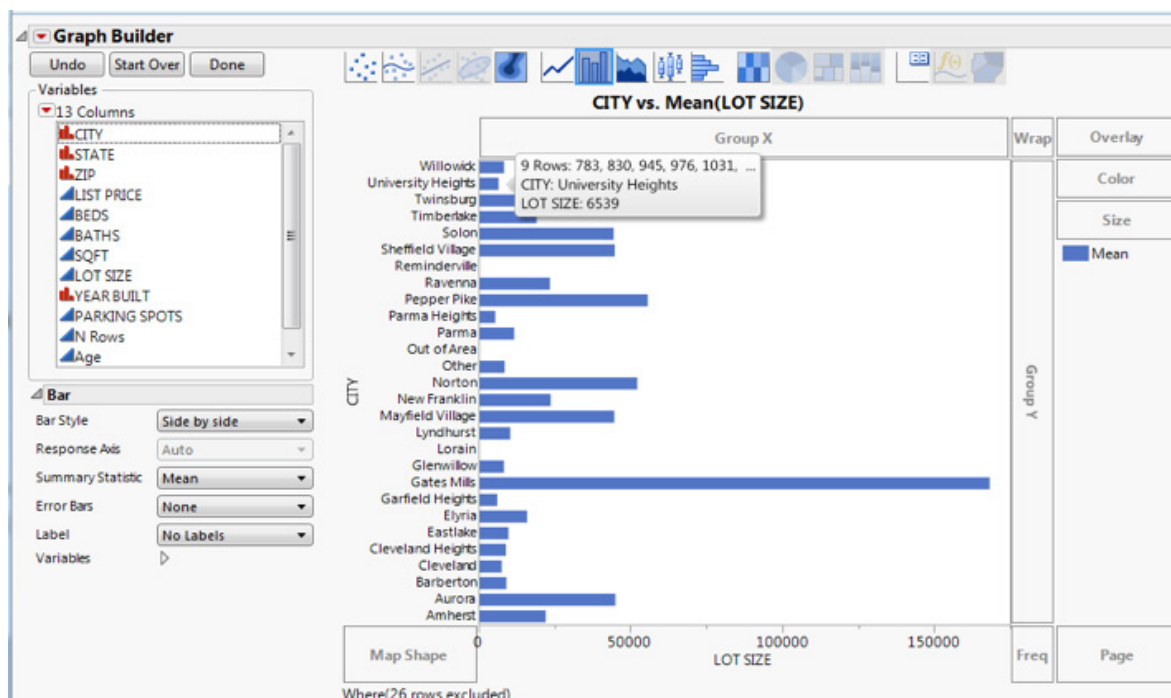 Graph Builder
Undo Start Over Done
Variables
13 Columns
CITY
STATE
ZIP
LIST PRICE
BEDS
BATHS
SQFT
LOT SIZE
YEAR BUILT
PARKING SPOTS
N Rows
Age
Bar
Bar Style Side by side
Response Axis Auto
Summary Statistic Mean
Error Bars None
Label No Labels
Variables
CITY vs. Mean(LOT SIZE)
Group X
Wrap
Overlay
Color
Size
Mean
9 Rows: 783, 830, 945, 976, 1031, ...
CITY: University Heights
LOT SIZE: 6539
CITY
Willowick
University Heights
Twinsburg
Timberlake
Solon
Sheffield Village
Reminderville
Ravenna
Pepper Pike
Parma Heights
Parma
Out of Area
Other
Norton
New Franklin
Mayfield Village
Lyndhurst
Lorain
Glenwillow
Gates Mills
Garfield Heights
Elyria
Eastlake
Cleveland Heights
Cleveland
Barberton
Aurora
Amherst
Group Y
0 50000 100000 150000
LOT SIZE
Map Shape
Freq
Page
Where(26 rows excluded)